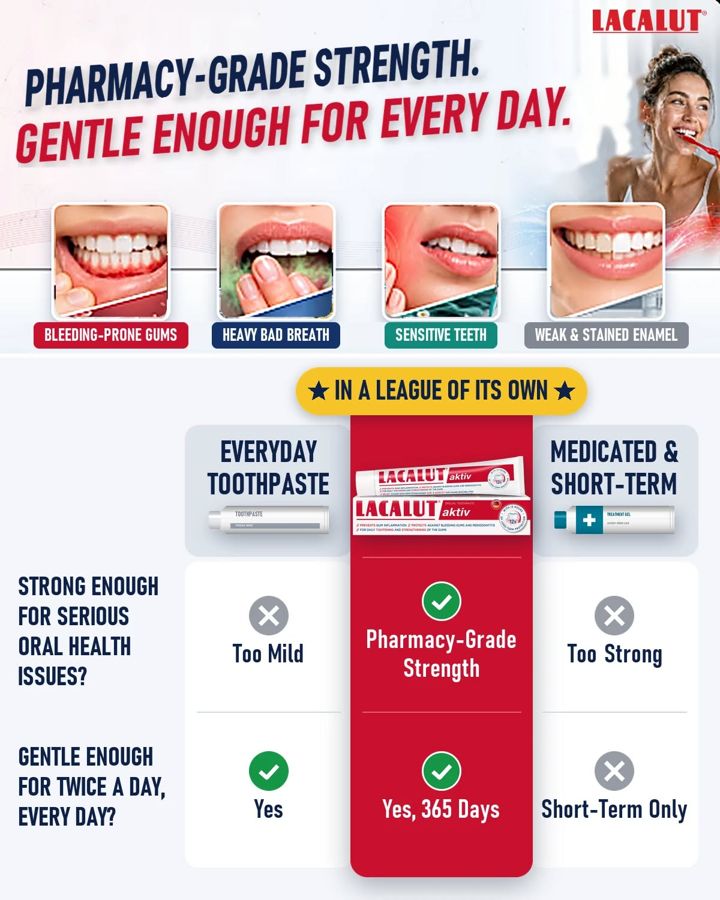 LACALUT®
PHARMACY-GRADE STRENGTH.
GENTLE ENOUGH FOR EVERY DAY.
BLEEDING-PRONE GUMS
HEAVY BAD BREATH
SENSITIVE TEETH
WEAK & STAINED ENAMEL
★ IN A LEAGUE OF ITS OWN ★
EVERYDAY
TOOTHPASTE
TOOTHPASTE
LACALUT aktiv
LACALUT aktiv
MEDICATED &
SHORT-TERM
TREATMENT GEL
STRONG ENOUGH
FOR SERIOUS
ORAL HEALTH
ISSUES?
Too Mild
Pharmacy-Grade
Strength
Too Strong
GENTLE ENOUGH
FOR TWICE A DAY,
EVERY DAY?
Yes
Yes, 365 Days
Short-Term Only